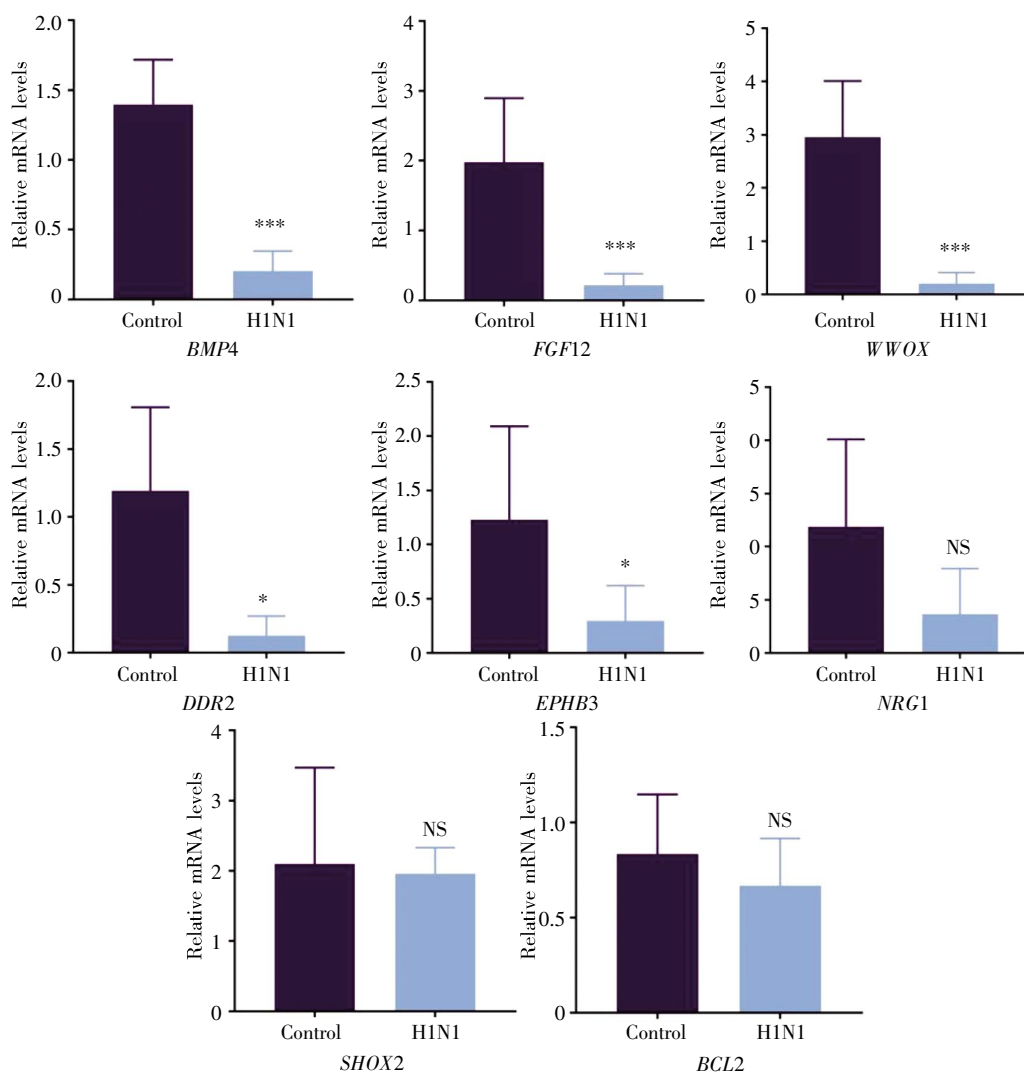 2.0
1.5
1.0
0.5
0
Relative mRNA levels
***
Control H1N1
BMP4
4
3
2
1
0
Relative mRNA levels
***
Control H1N1
FGF12
5
4
3
2
1
0
Relative mRNA levels
***
Control H1N1
WWOX
2.0
1.5
1.0
0.5
0
Relative mRNA levels
*
Control H1N1
DDR2
2.5
2.0
1.5
1.0
0.5
0
Relative mRNA levels
*
Control H1N1
EPHB3
5
0
5
0
5
0
Relative mRNA levels
NS
Control H1N1
NRG1
4
3
2
1
0
Relative mRNA levels
NS
Control H1N1
SHOX2
1.5
1.0
0.5
0
Relative mRNA levels
NS
Control H1N1
BCL2